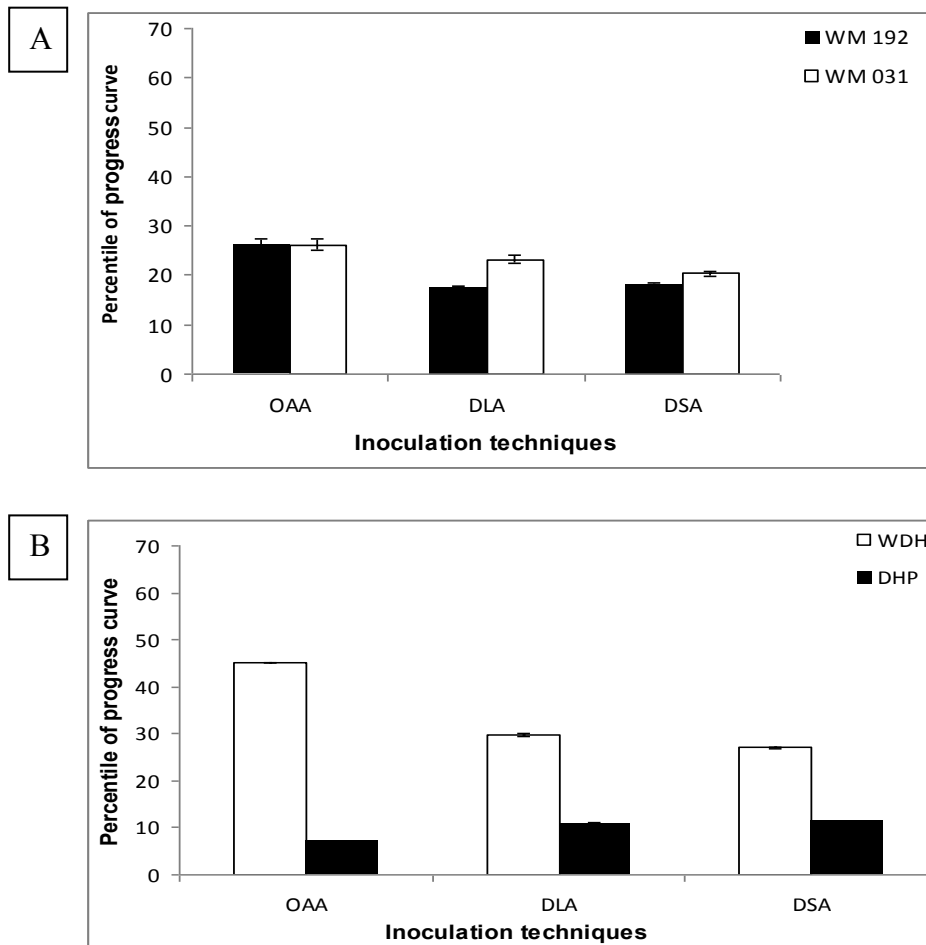 A
70
60
50
40
30
20
10
0
Percentile of progress curve
WM 192
WM 031
OAA DLA DSA
Inoculation techniques
B
70
60
50
40
30
20
10
0
Percentile of progress curve
WDH
DHP
OAA DLA DSA
Inoculation techniques